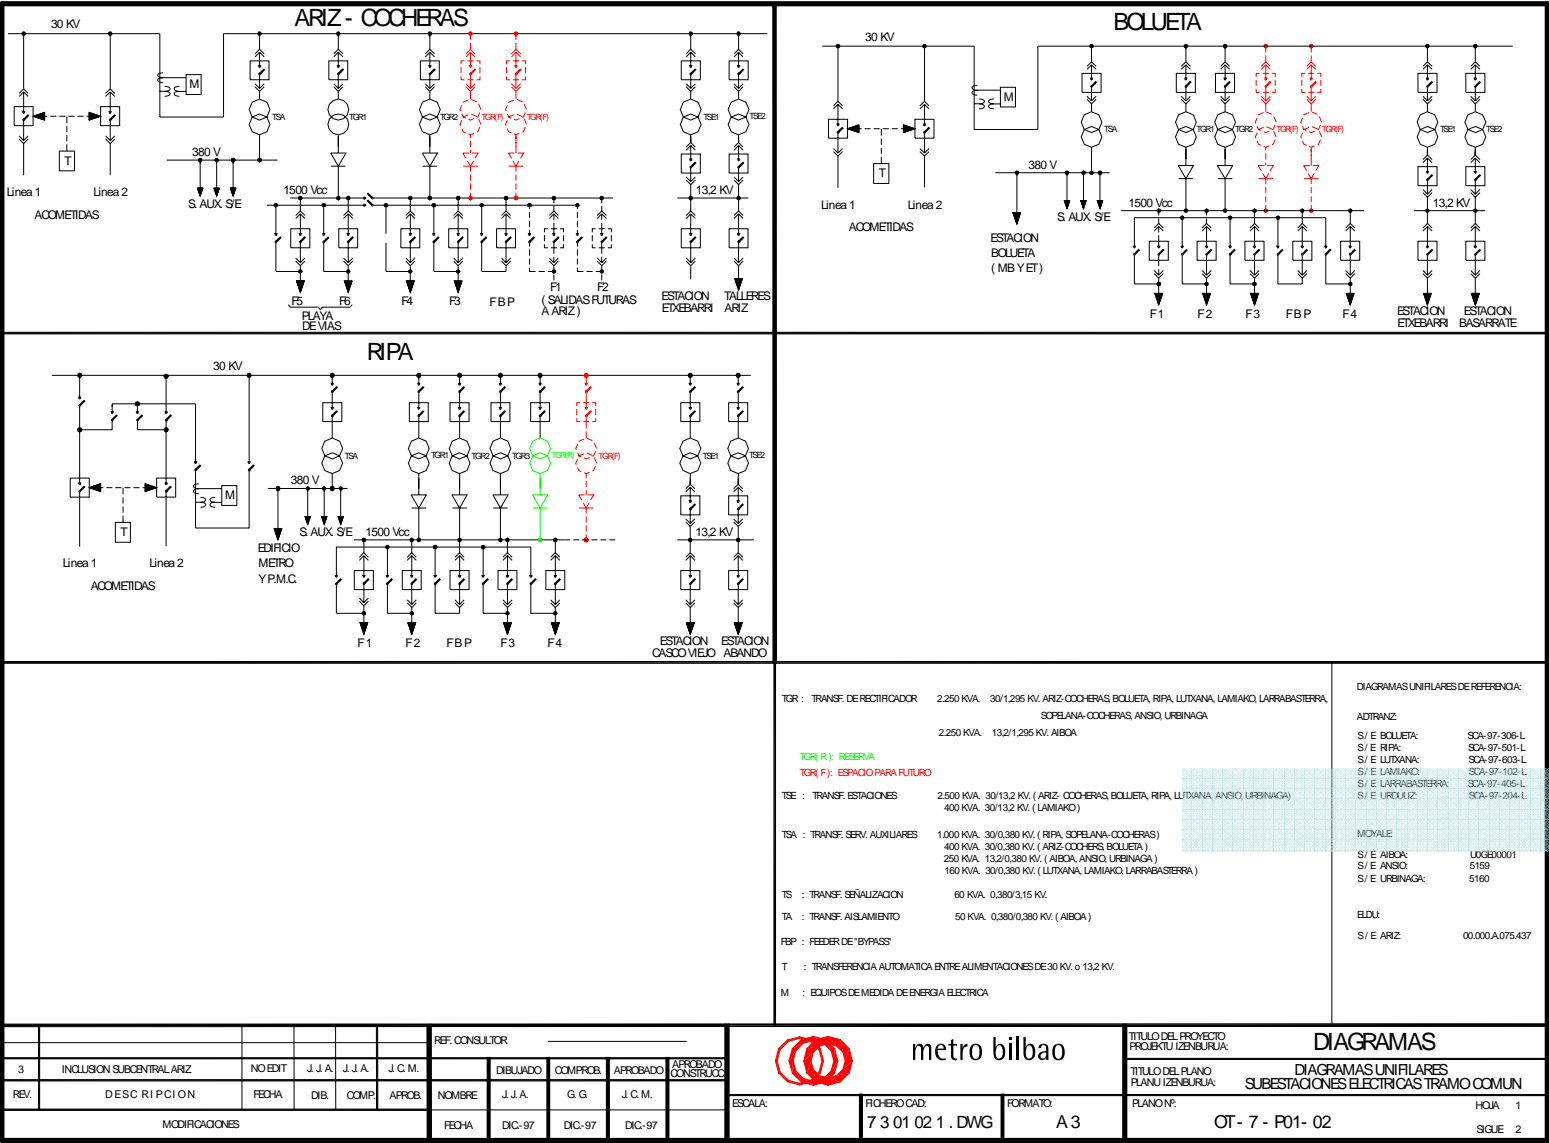 ARIZ - COCHERAS
30 KV
M
TSA
TGR1
TGR2
TGR(F)
TGR(F)
TSE1
TSE2
T
380 V
Linea 1
Linea 2
S. AUX. S/E
1500 Vcc
13,2 KV
ACOMETIDAS
F5
F6
F4
F3
FBP
F1
F2
( SALIDAS FUTURAS
A ARIZ )
PLAYA
DE VIAS
ESTACION
ETXEBARRI
TALLERES
ARIZ
BOLUETA
30 KV
M
TSA
TGR1
TGR2
TGR(F)
TGR(F)
TSE1
TSE2
T
380 V
Linea 1
Linea 2
S. AUX. S/E
1500 Vcc
13,2 KV
ACOMETIDAS
ESTACION
BOLUETA
( MB Y ET )
F1
F2
F3
FBP
F4
ESTACION
ETXEBARRI
ESTACION
BASARRATE
RIPA
30 KV
TSA
TGR1
TGR2
TGR3
TGR(R)
TGR(F)
TSE1
TSE2
380 V
M
T
S. AUX. S/E
1500 Vcc
13,2 KV
EDIFICIO
METRO
Y P.M.C.
Linea 1
Linea 2
ACOMETIDAS
F1
F2
FBP
F3
F4
ESTACION
CASCO VIEJO
ESTACION
ABANDO
TGR : TRANSF. DE RECTIFICADOR 2.250 KVA. 30/1,295 KV. ARIZ-COCHERAS, BOLUETA, RIPA, LUTXANA, LAMIAKO, LARRABASTERRA,
SOPELANA-COCHERAS, ANSIO, URBINAGA
2.250 KVA. 13,2/1,295 KV. AIBOA
TGR( R ): RESERVA
TGR( F ): ESPACIO PARA FUTURO
TSE : TRANSF. ESTACIONES 2.500 KVA. 30/13,2 KV. ( ARIZ- COCHERAS, BOLUETA, RIPA, LUTXANA, ANSIO, URBINAGA)
400 KVA. 30/13,2 KV. ( LAMIAKO )
TSA : TRANSF. SERV. AUXILIARES 1.000 KVA. 30/0,380 KV. ( RIPA, SOPELANA-COCHERAS )
400 KVA. 30/0,380 KV. ( ARIZ-COCHERS, BOLUETA )
250 KVA. 13,2/0,380 KV. ( AIBOA, ANSIO, URBINAGA )
160 KVA. 30/0,380 KV. ( LUTXANA, LAMIAKO, LARRABASTERRA )
TS : TRANSF. SEÑALIZACION 60 KVA. 0,380/3,15 KV.
TA : TRANSF. AISLAMIENTO 50 KVA. 0,380/0,380 KV. ( AIBOA )
FBP : FEEDER DE "BYPASS"
T : TRANSFERENCIA AUTOMATICA ENTRE ALIMENTACIONES DE 30 KV. o 13,2 KV.
M : EQUIPOS DE MEDIDA DE ENERGIA ELECTRICA
DIAGRAMAS UNIFILARES DE REFERENCIA:
ADTRANZ:
S/ E BOLUETA: SCA-97-306-L
S/ E RIPA: SCA-97-501-L
S/ E LUTXANA: SCA-97-603-L
S/ E LAMIAKO: SCA-97-102-L
S/ E LARRABASTERRA: SCA-97-405-L
S/ E URDULIZ: SCA-97-204-L
MOYALE:
S/ E AIBOA: U0GE00001
S/ E ANSIO: 5159
S/ E URBINAGA: 5160
ELDU:
S/ E ARIZ: 00.000.A.075.437
3 INCLUSION SUBCENTRAL ARIZ NO EDIT J. J. A. J. J. A. J. C. M.
REV. DESCRIPCION FECHA DIB. COMP. APROB.
MODIFICACIONES
REF. CONSULTOR
DIBUJADO COMPROB. APROBADO APROBADO CONSTRUCC
NOMBRE J. J. A. G. G. J. C. M.
FECHA DIC.- 97 DIC.- 97 DIC.- 97
metro bilbao
ESCALA:
FICHERO CAD:
7 3 01 02 1 . DWG
FORMATO:
A 3
TITULO DEL PROYECTO
PROJEKTU IZENBURUA:
DIAGRAMAS
TITULO DEL PLANO
PLANU IZENBURUA:
DIAGRAMAS UNIFILARES
SUBESTACIONES ELECTRICAS TRAMO COMUN
PLANO Nº:
OT - 7 - P01 - 02
HOJA 1
SIGUE 2